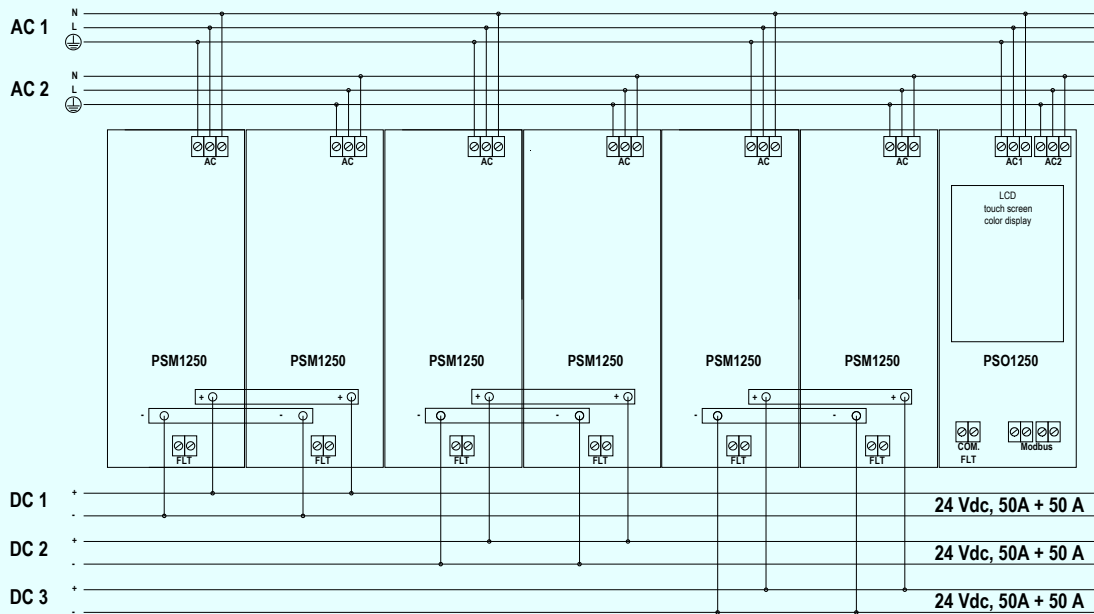 N
AC 1 L
N
AC 2 L
AC AC AC AC AC AC AC1 AC2
LCD
touch screen
color display
PSM1250 PSM1250 PSM1250 PSM1250 PSM1250 PSM1250 PSO1250
+ + + + + +
- - - - - -
FLT FLT FLT FLT FLT FLT COM. Modbus
FLT
DC 1 +
- 24 Vdc, 50A + 50 A
DC 2 +
- 24 Vdc, 50A + 50 A
DC 3 +
- 24 Vdc, 50A + 50 A